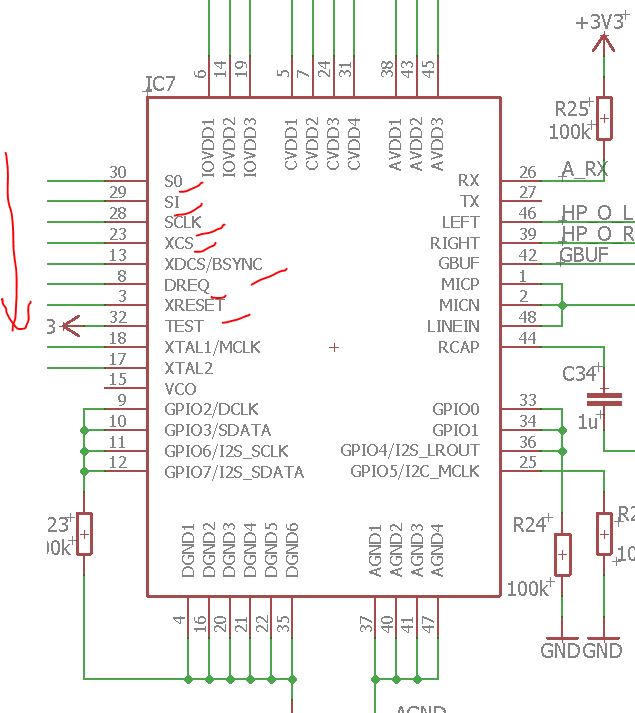 +3V3
IC7
6 14 19 5 7 24 31 38 43 45
IOVDD1 IOVDD2 IOVDD3 CVDD1 CVDD2 CVDD3 CVDD4 AVDD1 AVDD2 AVDD3
R25
100k
30 S0 RX 26 A_RX
29 SI TX 27
28 SCLK LEFT 46 HP_O_L
23 XCS RIGHT 39 HP_O_R
13 XDCS/BSYNC GBUF 42 GBUF
8 DREQ MICP 1
3 XRESET MICN 2
3 32 TEST LINEIN 48
18 XTAL1/MCLK RCAP 44
17 XTAL2
C34
15 VCO
1u
9 GPIO2/DCLK GPIO0 33
10 GPIO3/SDATA GPIO1 34
11 GPIO6/I2S_SCLK GPIO4/I2S_LROUT 36
12 GPIO7/I2S_SDATA GPIO5/I2C_MCLK 25
23 R24 R2
00k 100k 10
DGND1 DGND2 DGND3 DGND4 DGND5 DGND6 AGND1 AGND2 AGND3 AGND4
4 16 20 21 22 35 37 40 41 47
GND GND
AGND